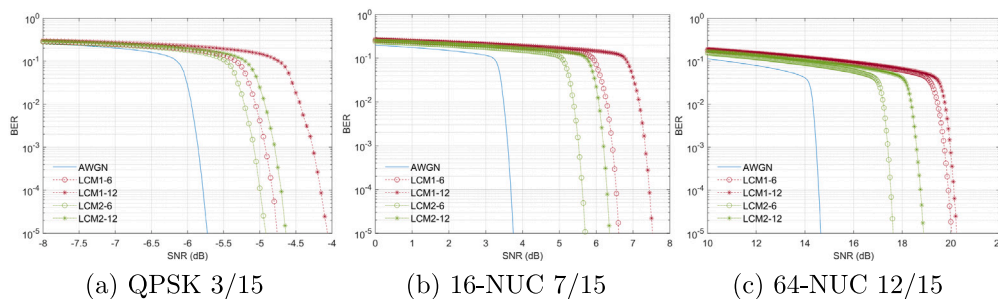 10^0
10^-1
10^-2
10^-3
10^-4
10^-5
BER
AWGN
LCM1-6
LCM1-12
LCM2-6
LCM2-12
-8 -7.5 -7 -6.5 -6 -5.5 -5 -4.5 -4
SNR (dB)
(a) QPSK 3/15
10^0
10^-1
10^-2
10^-3
10^-4
10^-5
BER
AWGN
LCM1-6
LCM1-12
LCM2-6
LCM2-12
0 1 2 3 4 5 6 7 8
SNR (dB)
(b) 16-NUC 7/15
10^0
10^-1
10^-2
10^-3
10^-4
10^-5
BER
AWGN
LCM1-6
LCM1-12
LCM2-6
LCM2-12
10 12 14 16 18 20
SNR (dB)
(c) 64-NUC 12/15